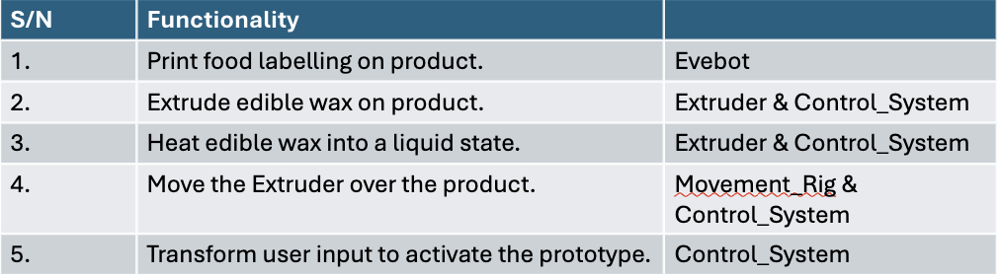 S/N Functionality
1. Print food labelling on product. Evebot
2. Extrude edible wax on product. Extruder & Control_System
3. Heat edible wax into a liquid state. Extruder & Control_System
4. Move the Extruder over the product. Movement_Rig &
Control_System
5. Transform user input to activate the prototype. Control_System